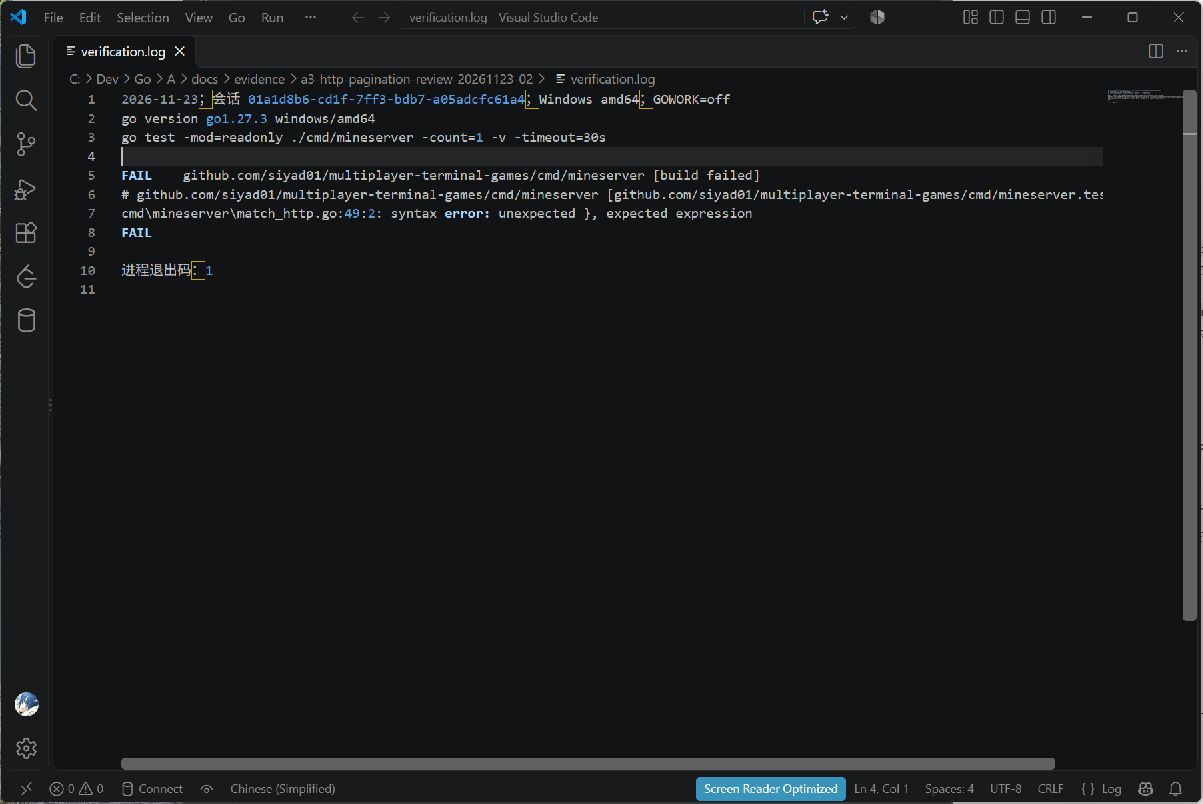 File Edit Selection View Go Run ··· verification.log Visual Studio Code
verification.log
C: > Dev > Go > A > docs > evidence > a3-http-pagination-review-20261123-02 > verification.log
1 2026-11-23；会话 01a1d8b6-cd1f-7ff3-bdb7-a05adcfc61a4；Windows amd64；GOWORK=off
2 go version go1.27.3 windows/amd64
3 go test -mod=readonly ./cmd/mineserver -count=1 -v -timeout=30s
4
5 FAIL github.com/siyad01/multiplayer-terminal-games/cmd/mineserver [build failed]
6 # github.com/siyad01/multiplayer-terminal-games/cmd/mineserver [github.com/siyad01/multiplayer-terminal-games/cmd/mineserver.tes
7 cmd\mineserver\match_http.go:49:2: syntax error: unexpected }, expected expression
8 FAIL
9
10 进程退出码：1
11
0 0 Connect Chinese (Simplified) Screen Reader Optimized Ln 4, Col 1 Spaces: 4 UTF-8 CRLF { } Log